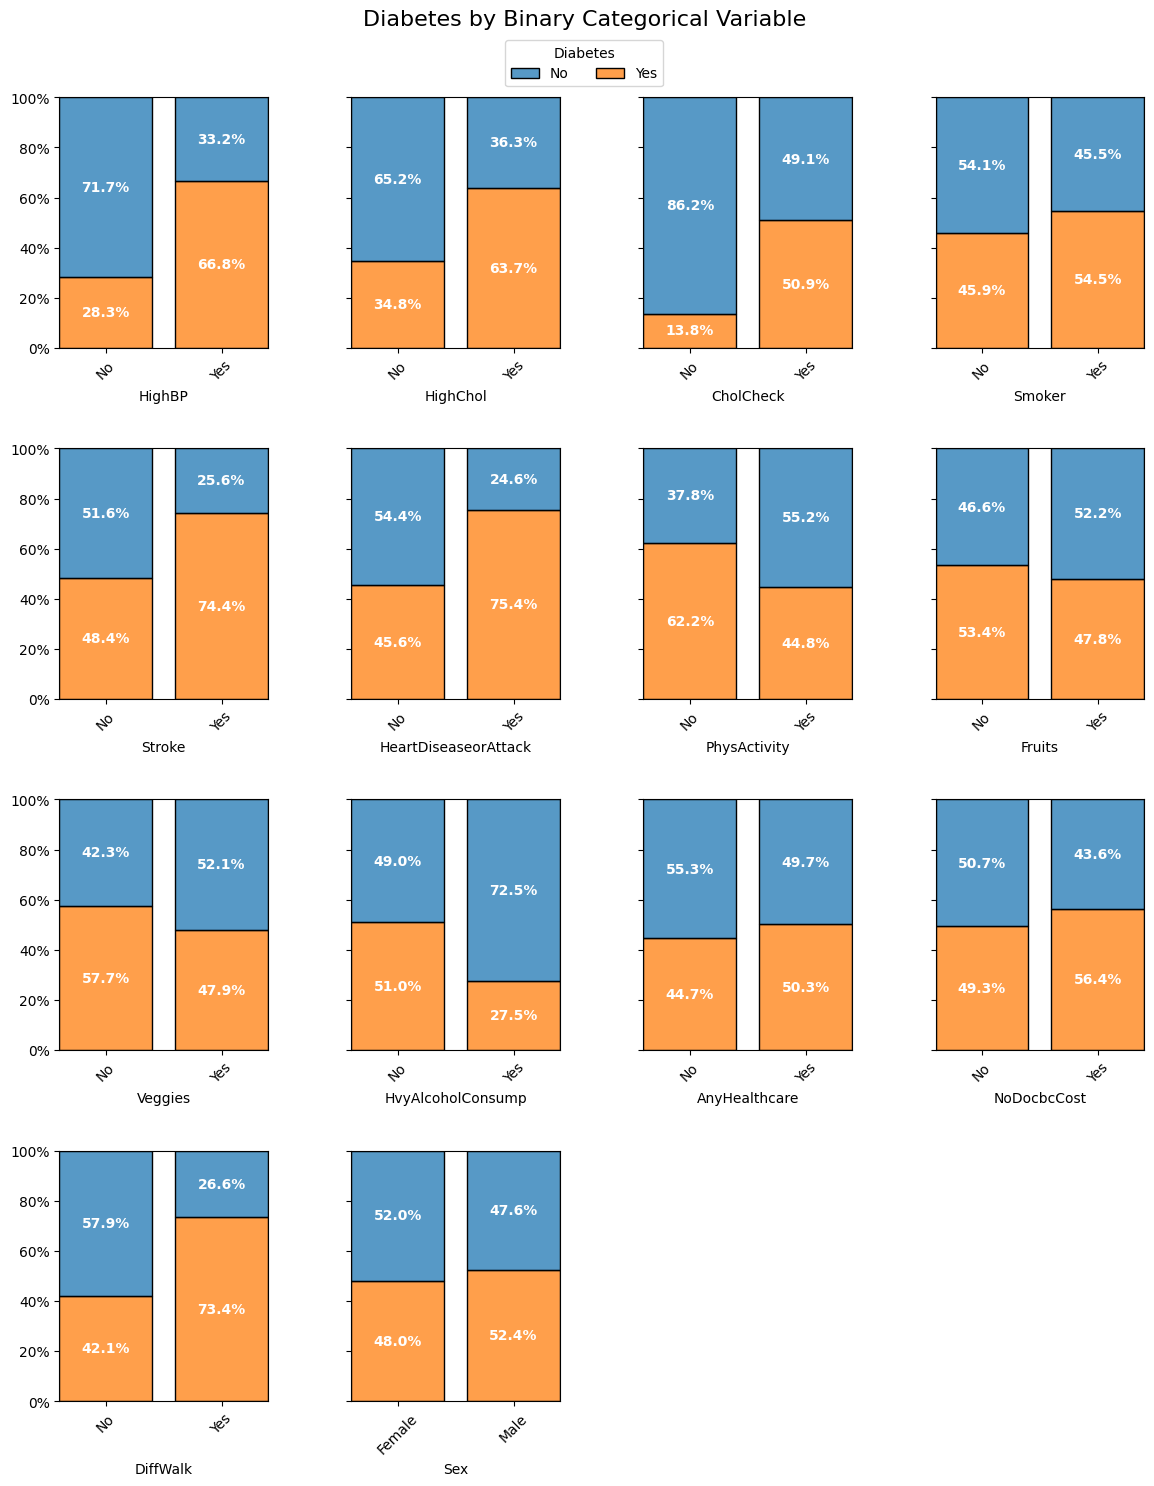 Diabetes by Binary Categorical Variable
Diabetes
No Yes
100%
80%
60%
40%
20%
0%
71.7% 33.2%
28.3% 66.8%
No Yes
HighBP
65.2% 36.3%
34.8% 63.7%
No Yes
HighChol
86.2% 49.1%
13.8% 50.9%
No Yes
CholCheck
54.1% 45.5%
45.9% 54.5%
No Yes
Smoker
100%
80%
60%
40%
20%
0%
51.6% 25.6%
48.4% 74.4%
No Yes
Stroke
54.4% 24.6%
45.6% 75.4%
No Yes
HeartDiseaseorAttack
37.8% 55.2%
62.2% 44.8%
No Yes
PhysActivity
46.6% 52.2%
53.4% 47.8%
No Yes
Fruits
100%
80%
60%
40%
20%
0%
42.3% 52.1%
57.7% 47.9%
No Yes
Veggies
49.0% 72.5%
51.0% 27.5%
No Yes
HvyAlcoholConsump
55.3% 49.7%
44.7% 50.3%
No Yes
AnyHealthcare
50.7% 43.6%
49.3% 56.4%
No Yes
NoDocbcCost
100%
80%
60%
40%
20%
0%
57.9% 26.6%
42.1% 73.4%
No Yes
DiffWalk
52.0% 47.6%
48.0% 52.4%
Female Male
Sex